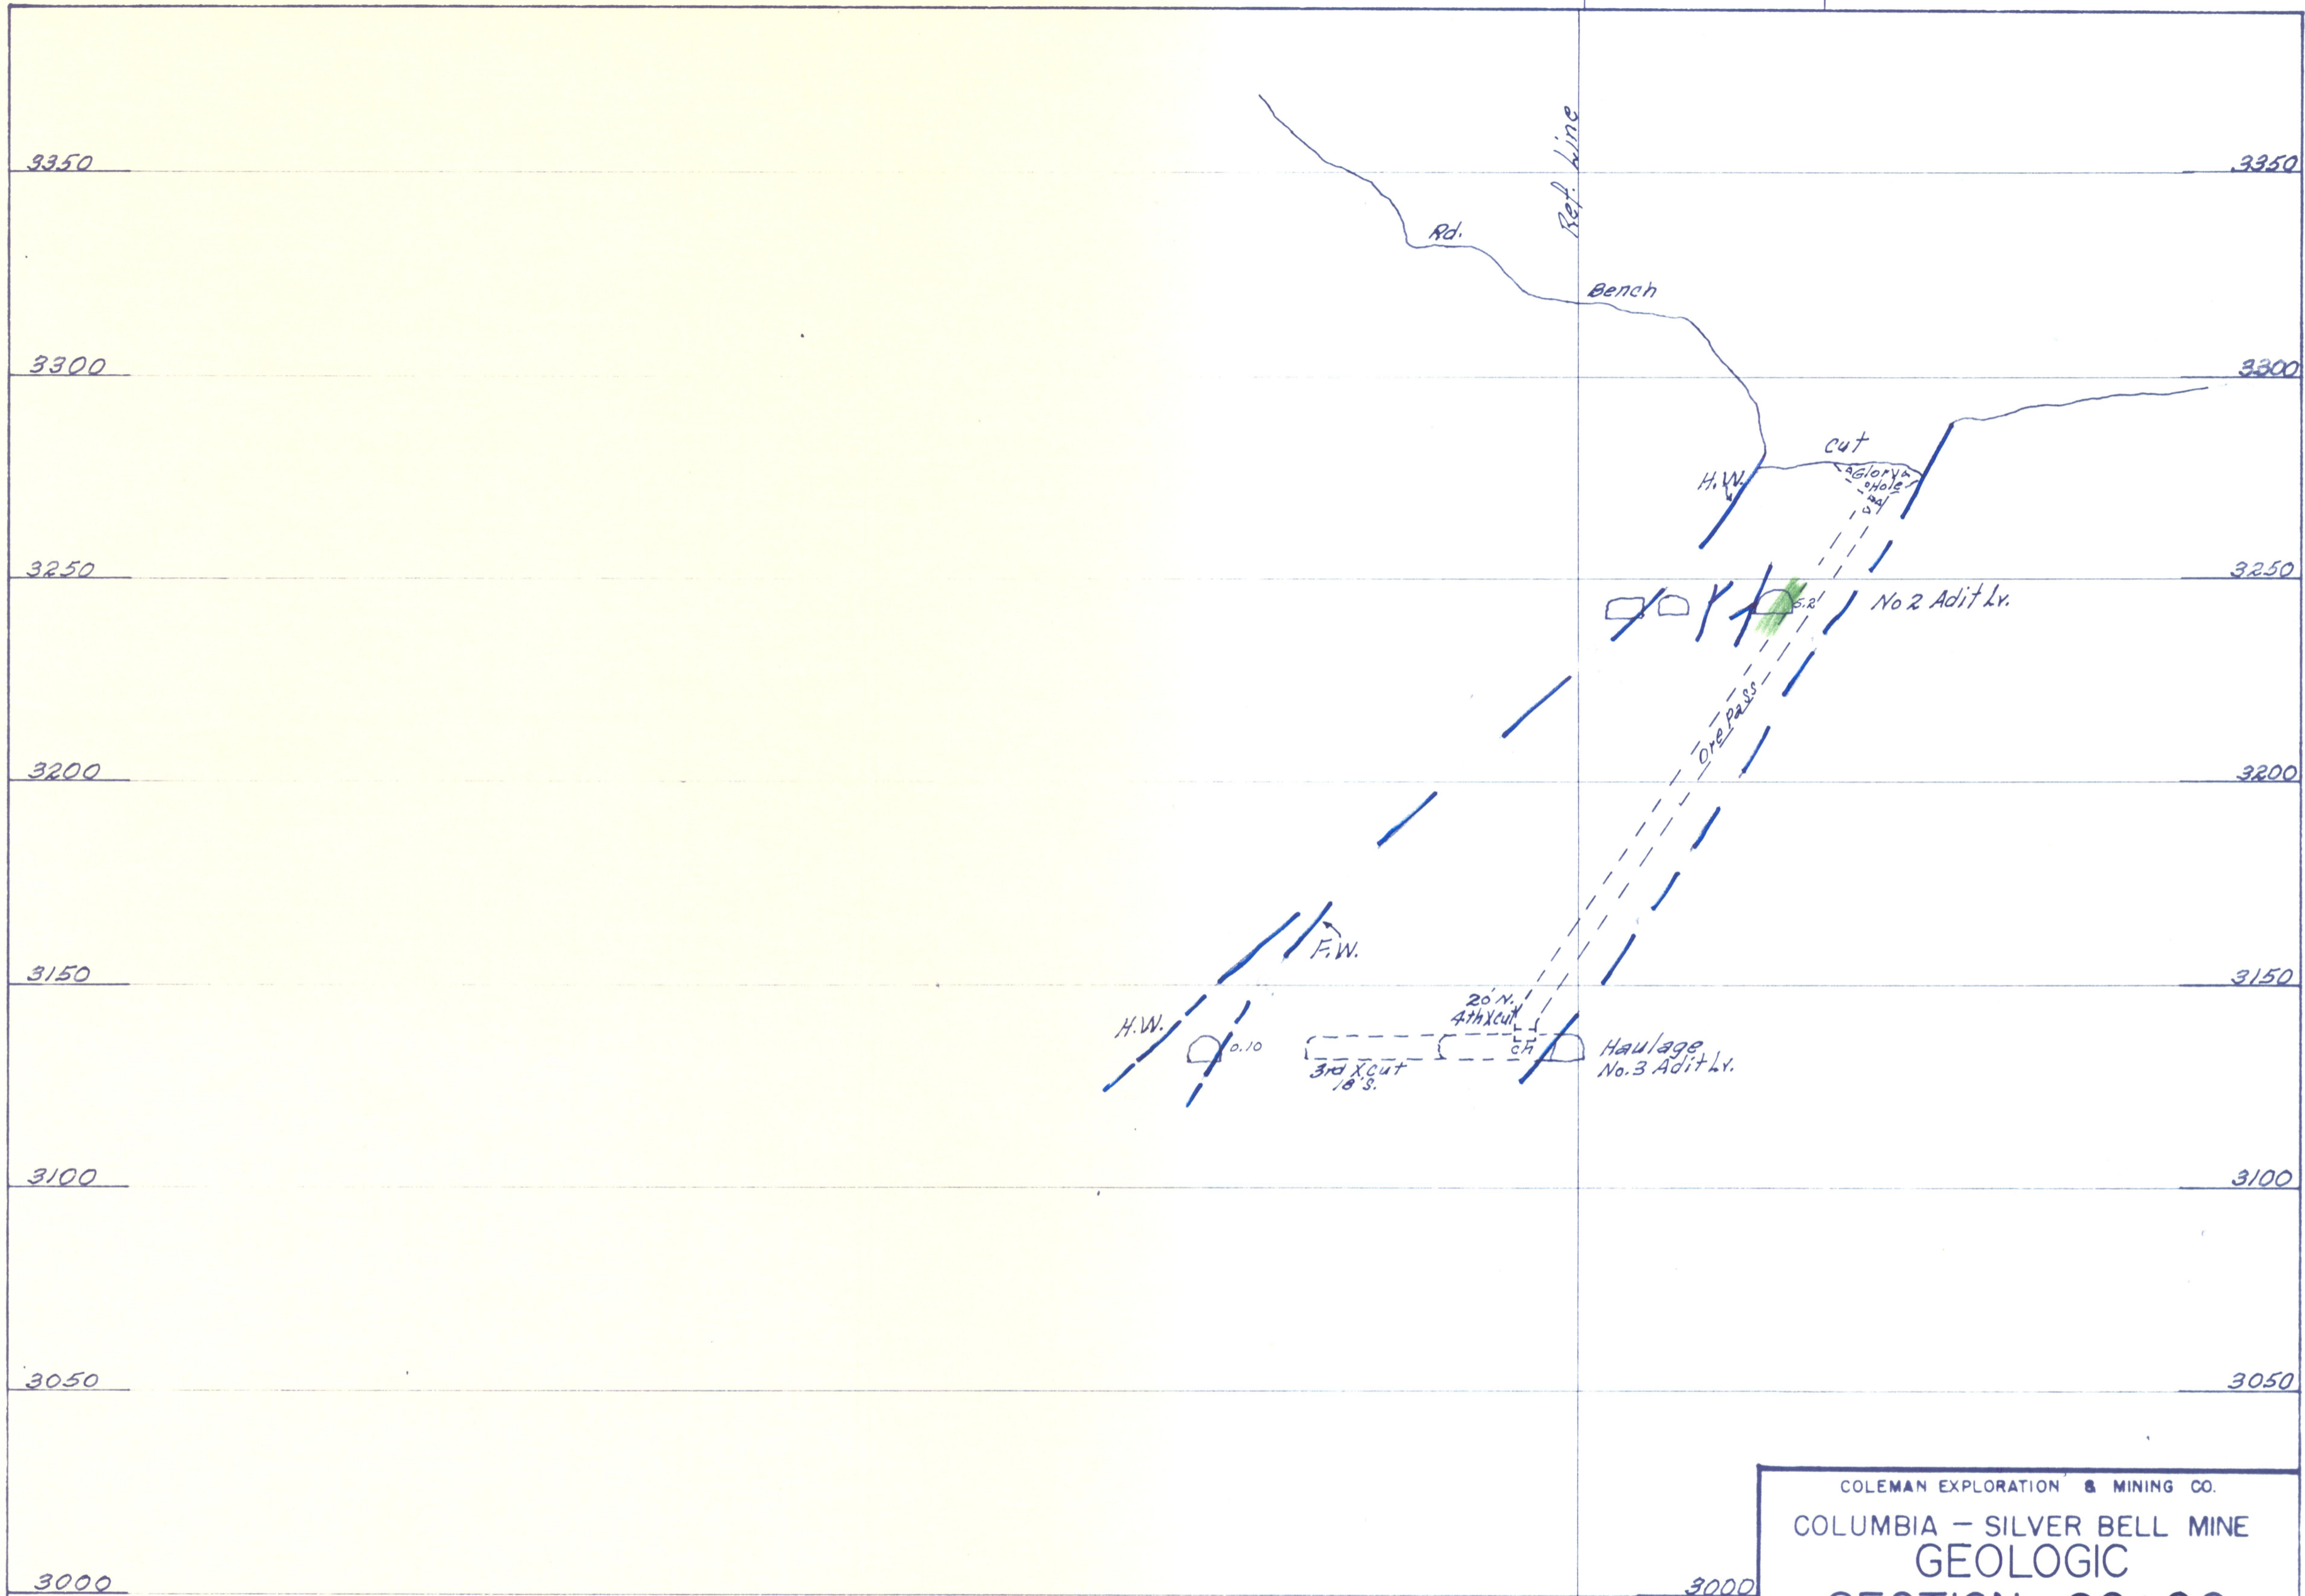 Ref. Line
3350
3350
Rd.
Bench
3300
3300
Cut
Glory
Hole
H.W.
3250
3250
5.2'
No 2 Adit Lv.
Ore Pass
3200
3200
F.W.
3150
3150
20' N.
4th Xcut
H.W.
0.10
ch
Haulage
No. 3 Adit Lv.
3rd X cut
18' S.
3100
3100
3050
3050
COLEMAN EXPLORATION & MINING CO.
COLUMBIA – SILVER BELL MINE
GEOLOGIC
3000
3000